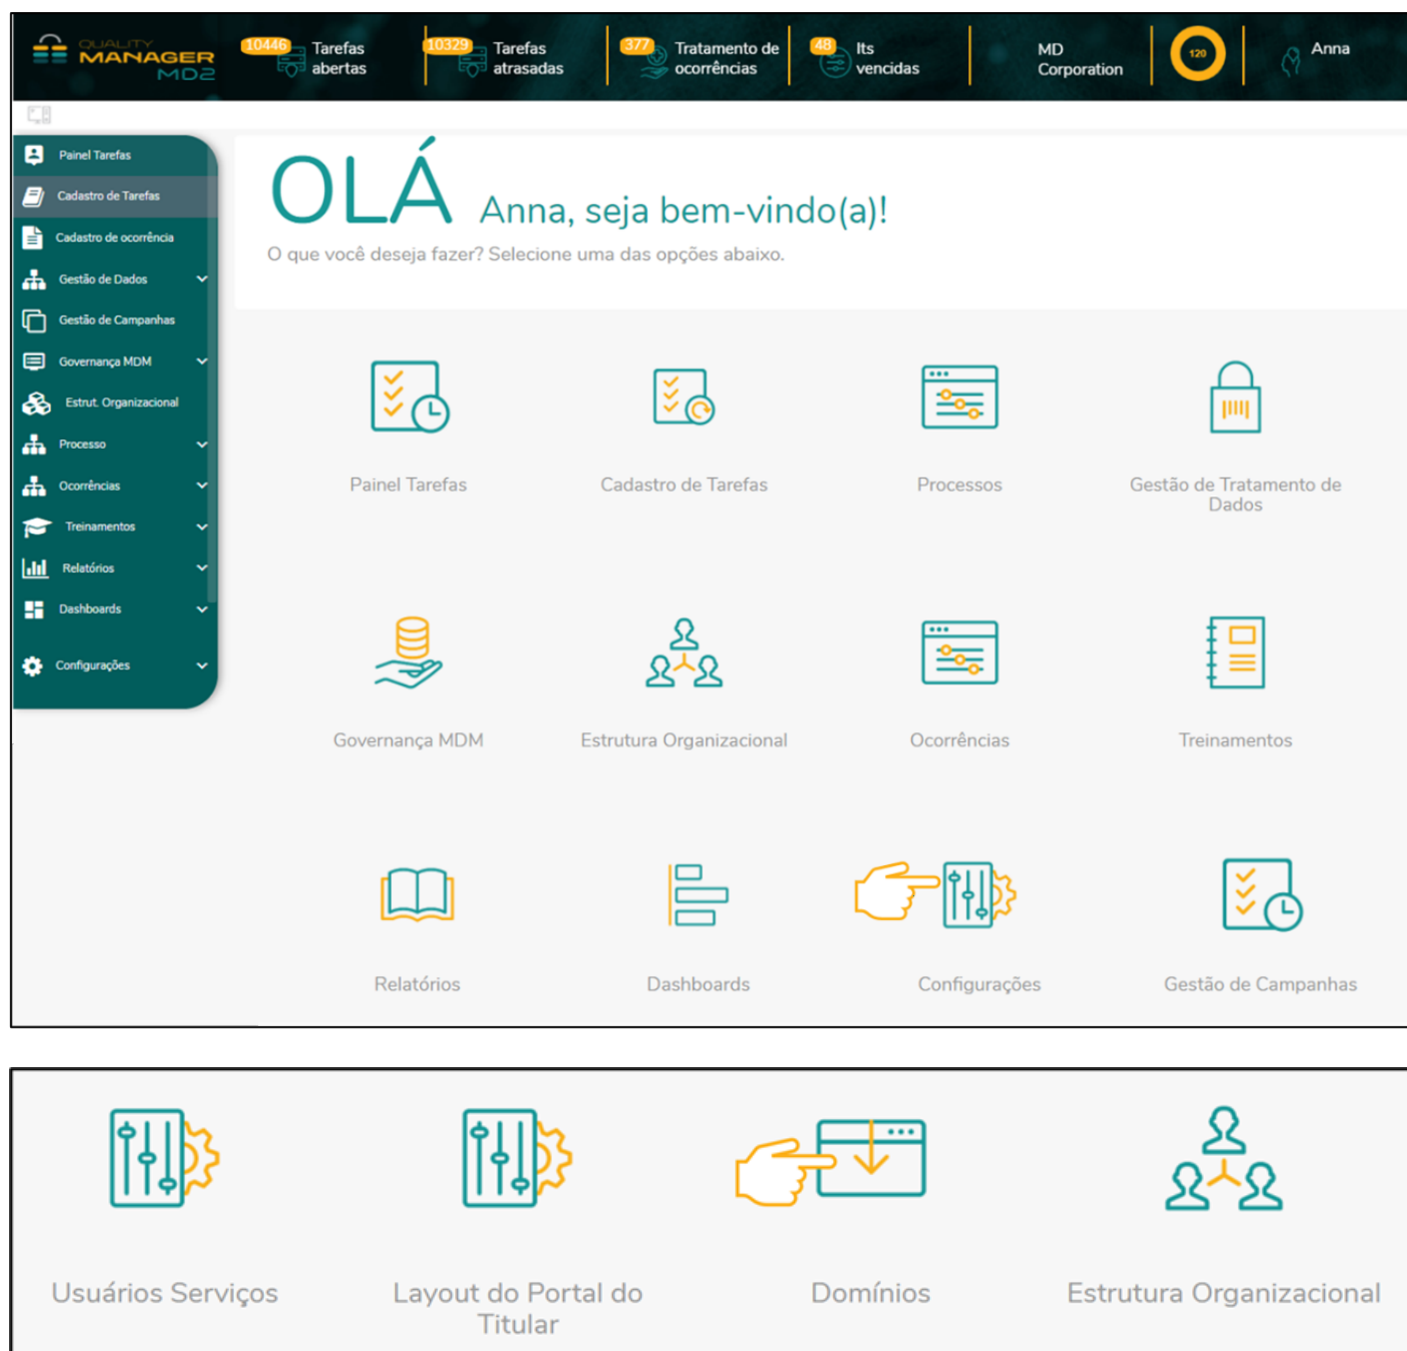 QUALITY
MANAGER
MD2
10446
Tarefas
abertas
10329
Tarefas
atrasadas
377
Tratamento de
ocorrências
48
Its
vencidas
MD
Corporation
120
Anna
Painel Tarefas
Cadastro de Tarefas
Cadastro de ocorrência
Gestão de Dados
Gestão de Campanhas
Governança MDM
Estrut. Organizacional
Processo
Ocorrências
Treinamentos
Relatórios
Dashboards
Configurações
OLÁ Anna, seja bem-vindo(a)!
O que você deseja fazer? Selecione uma das opções abaixo.
Painel Tarefas
Cadastro de Tarefas
Processos
Gestão de Tratamento de
Dados
Governança MDM
Estrutura Organizacional
Ocorrências
Treinamentos
Relatórios
Dashboards
Configurações
Gestão de Campanhas
Usuários Serviços
Layout do Portal do
Titular
Domínios
Estrutura Organizacional